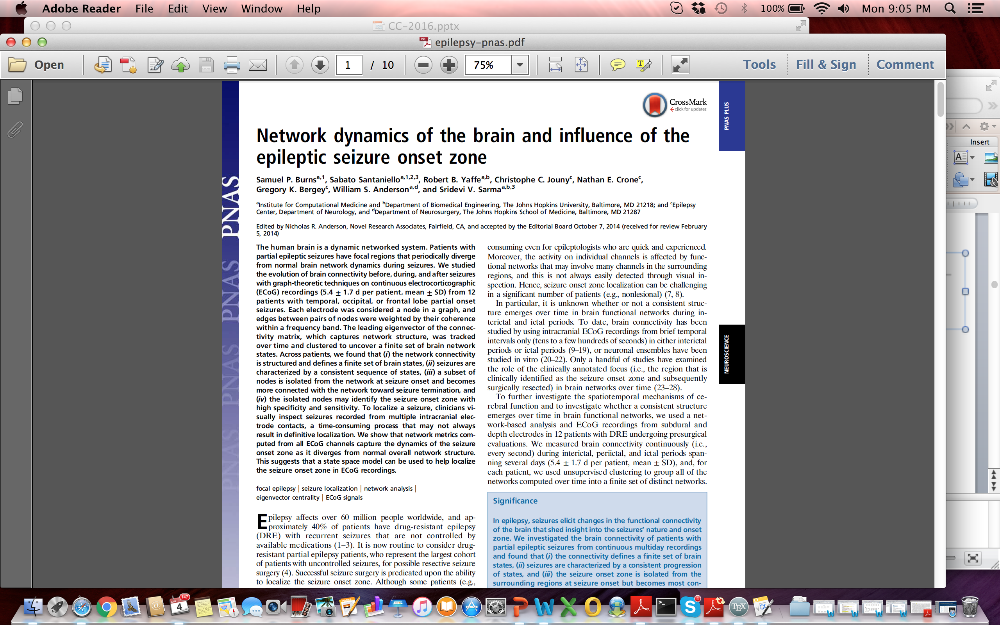 Adobe Reader File Edit View Window Help 100% Mon 9:05 PM
CC-2016.pptx
epilepsy-pnas.pdf
Open 1 / 10 75% Tools Fill & Sign Comment
Insert
CrossMark
click for updates
PNAS PLUS
Network dynamics of the brain and influence of the
epileptic seizure onset zone
Samuel P. Burnsa,1, Sabato Santanielloa,1,2,3, Robert B. Yaffea,b, Christophe C. Jounyc, Nathan E. Cronec,
Gregory K. Bergeyc, William S. Andersona,d, and Sridevi V. Sarmaa,b,3
aInstitute for Computational Medicine and bDepartment of Biomedical Engineering, The Johns Hopkins University, Baltimore, MD 21218; and cEpilepsy
Center, Department of Neurology, and dDepartment of Neurosurgery, The Johns Hopkins School of Medicine, Baltimore, MD 21287
Edited by Nicholas R. Anderson, Novel Research Associates, Fairfield, CA, and accepted by the Editorial Board October 7, 2014 (received for review February
5, 2014)
The human brain is a dynamic networked system. Patients with
partial epileptic seizures have focal regions that periodically diverge
from normal brain network dynamics during seizures. We studied
the evolution of brain connectivity before, during, and after seizures
with graph-theoretic techniques on continuous electrocorticographic
(ECoG) recordings (5.4 ± 1.7 d per patient, mean ± SD) from 12
patients with temporal, occipital, or frontal lobe partial onset
seizures. Each electrode was considered a node in a graph, and
edges between pairs of nodes were weighted by their coherence
within a frequency band. The leading eigenvector of the connec-
tivity matrix, which captures network structure, was tracked
over time and clustered to uncover a finite set of brain network
states. Across patients, we found that (i) the network connectivity
is structured and defines a finite set of brain states, (ii) seizures are
characterized by a consistent sequence of states, (iii) a subset of
nodes is isolated from the network at seizure onset and becomes
more connected with the network toward seizure termination, and
(iv) the isolated nodes may identify the seizure onset zone with
high specificity and sensitivity. To localize a seizure, clinicians vi-
sually inspect seizures recorded from multiple intracranial elec-
trode contacts, a time-consuming process that may not always
result in definitive localization. We show that network metrics com-
puted from all ECoG channels capture the dynamics of the seizure
onset zone as it diverges from normal overall network structure.
This suggests that a state space model can be used to help localize
the seizure onset zone in ECoG recordings.
focal epilepsy | seizure localization | network analysis |
eigenvector centrality | ECoG signals
Epilepsy affects over 60 million people worldwide, and ap-
proximately 40% of patients have drug-resistant epilepsy
(DRE) with recurrent seizures that are not controlled by
available medications (1–3). It is now routine to consider drug-
resistant partial epilepsy patients, who represent the largest cohort
of patients with uncontrolled seizures, for possible resective seizure
surgery (4). Successful seizure surgery is predicated upon the ability
to localize the seizure onset zone. Although some patients (e.g.,
consuming even for epileptologists who are quick and experienced.
Moreover, the activity on individual channels is affected by func-
tional networks that may involve many channels in the surrounding
regions, and this is not always easily detected through visual in-
spection. Hence, seizure onset zone localization can be challenging
in a significant number of patients (e.g., nonlesional) (7, 8).
In particular, it is unknown whether or not a consistent struc-
ture emerges over time in brain functional networks during in-
terictal and ictal periods. To date, brain connectivity has been
studied by using intracranial ECoG recordings from brief temporal
intervals only (tens to a few hundreds of seconds) in either interictal
periods or ictal periods (9–19), or neuronal ensembles have been
studied in vitro (20–22). Only a handful of studies have examined
the role of the clinically annotated focus (i.e., the region that is
clinically identified as the seizure onset zone and subsequently
surgically resected) in brain networks over time (23–28).
To further investigate the spatiotemporal mechanisms of ce-
rebral function and to investigate whether a consistent structure
emerges over time in brain functional networks, we used a net-
work-based analysis and ECoG recordings from subdural and
depth electrodes in 12 patients with DRE undergoing presurgical
evaluations. We measured brain connectivity continuously (i.e.,
every second) during interictal, periictal, and ictal periods span-
ning several days (5.4 ± 1.7 d per patient, mean ± SD), and, for
each patient, we used unsupervised clustering to group all of the
networks computed over time into a finite set of distinct networks.
Significance
In epilepsy, seizures elicit changes in the functional connectivity
of the brain that shed insight into the seizures’ nature and onset
zone. We investigated the brain connectivity of patients with
partial epileptic seizures from continuous multiday recordings
and found that (i) the connectivity defines a finite set of brain
states, (ii) seizures are characterized by a consistent progression
of states, and (iii) the seizure onset zone is isolated from the
surrounding regions at seizure onset but becomes most con-
NEUROSCIENCE
PNAS PNAS PNAS PNAS
147
4
PAGES
4
TEX